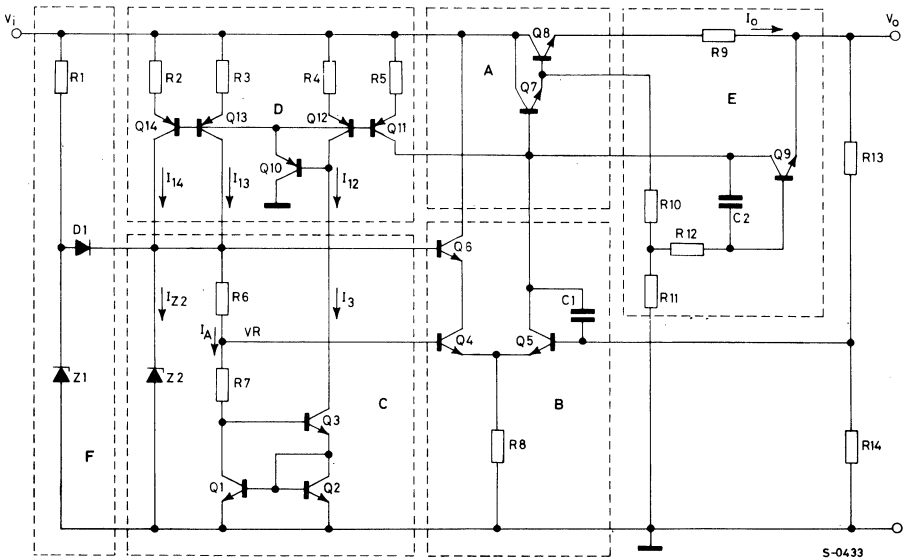 Vi
Io
Vo
R1
R2
R3
R4
R5
A
Q8
R9
E
D
Q7
Q14
Q13
Q12
Q11
Q9
R13
Q10
I14
I13
I12
R10
C2
D1
Q6
R12
R6
C1
R11
IZ2
IA
VR
I3
Q4
Q5
Z1
Z2
R7
C
B
Q3
R8
R14
F
Q1
Q2
S-0433